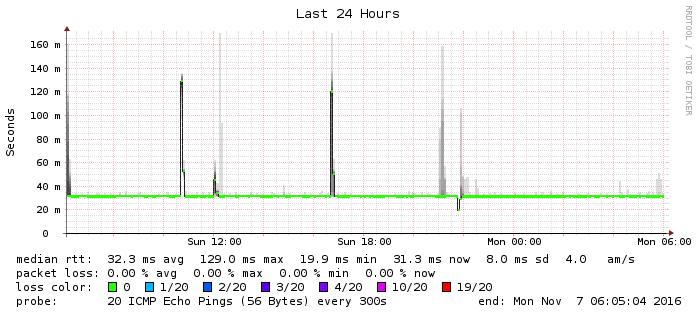 Last 24 Hours
RRDTOOL / TOBI OETIKER
Seconds
160 m
140 m
120 m
100 m
80 m
60 m
40 m
20 m
0
Sun 12:00 Sun 18:00 Mon 00:00 Mon 06:00
median rtt: 32.3 ms avg 129.0 ms max 19.9 ms min 31.3 ms now 8.0 ms sd 4.0 am/s
packet loss: 0.00 % avg 0.00 % max 0.00 % min 0.00 % now
loss color: 0 1/20 2/20 3/20 4/20 10/20 19/20
probe: 20 ICMP Echo Pings (56 Bytes) every 300s end: Mon Nov 7 06:05:04 2016